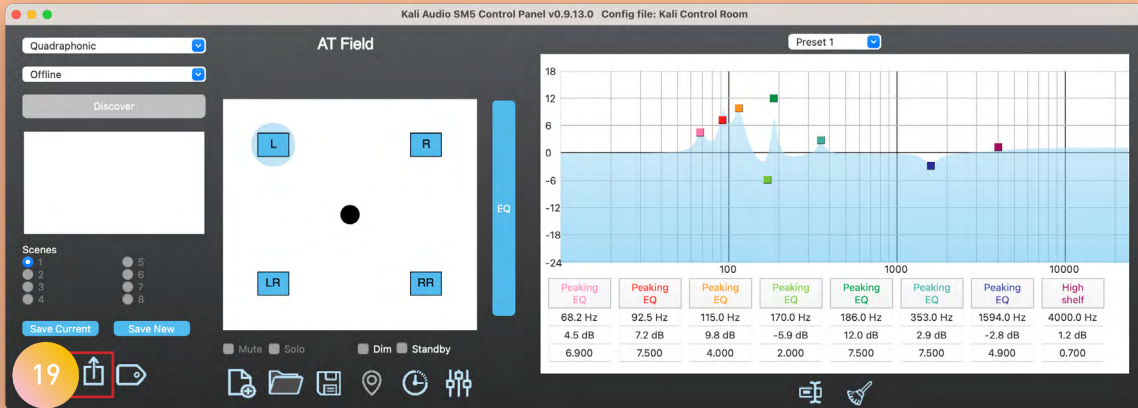 Kali Audio SM5 Control Panel v0.9.13.0 Config file: Kali Control Room
Quadraphonic
Offline
Discover
Scenes
1 5
2 6
3 7
4 8
Save Current Save New
19
AT Field
L R
LR RR
Mute Solo Dim Standby
EQ
Preset 1
18
12
6
0
-6
-12
-18
-24
100 1000 10000
Peaking Peaking Peaking Peaking Peaking Peaking Peaking High
EQ EQ EQ EQ EQ EQ EQ shelf
68.2 Hz 92.5 Hz 115.0 Hz 170.0 Hz 186.0 Hz 353.0 Hz 1594.0 Hz 4000.0 Hz
4.5 dB 7.2 dB 9.8 dB -5.9 dB 12.0 dB 2.9 dB -2.8 dB 1.2 dB
6.900 7.500 4.000 2.000 7.500 7.500 4.900 0.700